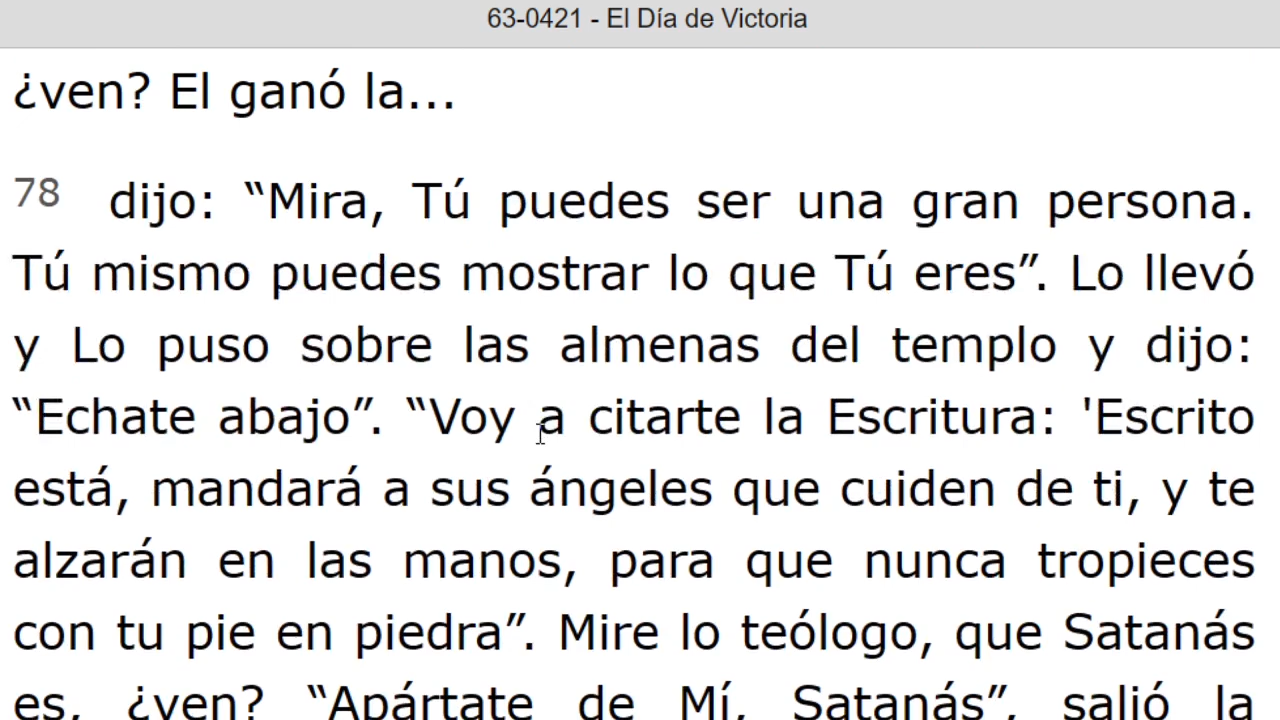 63-0421 - El Día de Victoria
¿ven? El ganó la...
78 dijo: “Mira, Tú puedes ser una gran persona.
Tú mismo puedes mostrar lo que Tú eres”. Lo llevó
y Lo puso sobre las almenas del templo y dijo:
“Echate abajo”. “Voy a citarte la Escritura: 'Escrito
está, mandará a sus ángeles que cuiden de ti, y te
alzarán en las manos, para que nunca tropieces
con tu pie en piedra”. Mire lo teólogo, que Satanás
es, ¿ven? “Apártate de Mí, Satanás”, salió la